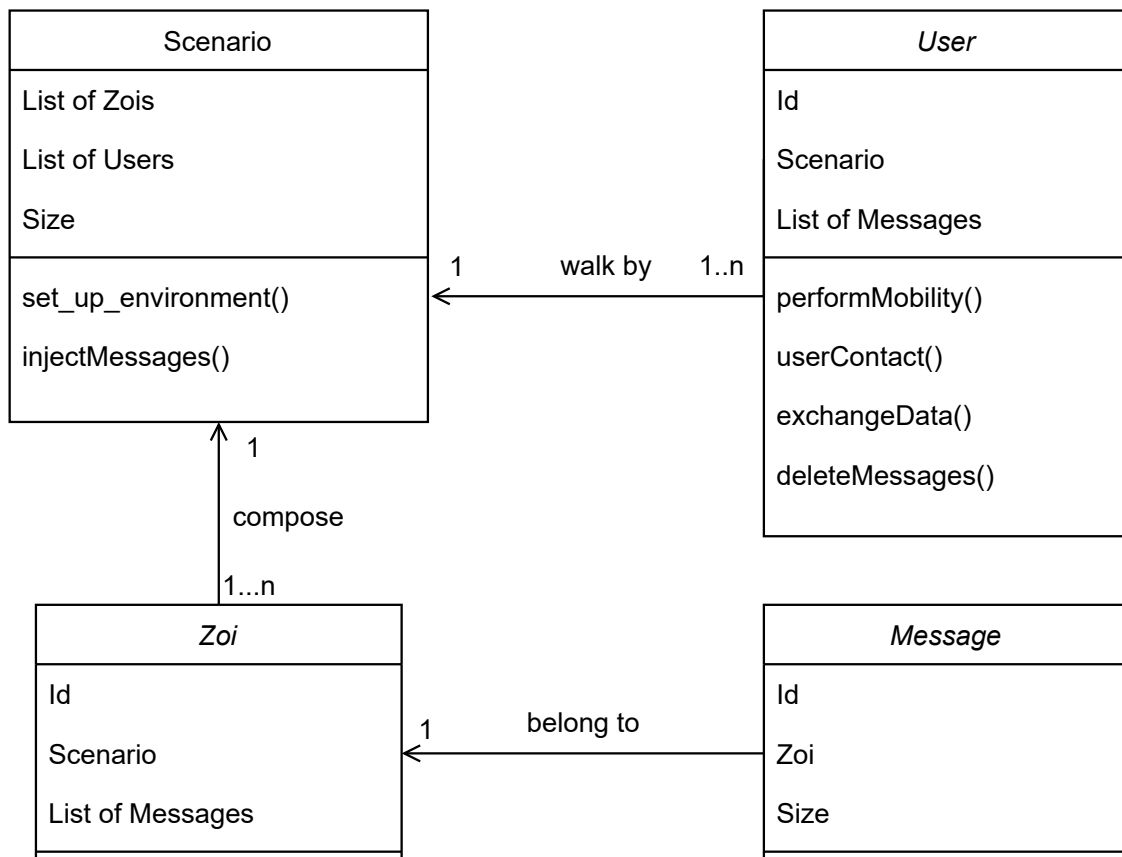 Scenario
List of Zois
List of Users
Size
set_up_environment()
injectMessages()
User
Id
Scenario
List of Messages
performMobility()
userContact()
exchangeData()
deleteMessages()
1
walk by
1..n
1
compose
1...n
Zoi
Id
Scenario
List of Messages
1
belong to
Message
Id
Zoi
Size